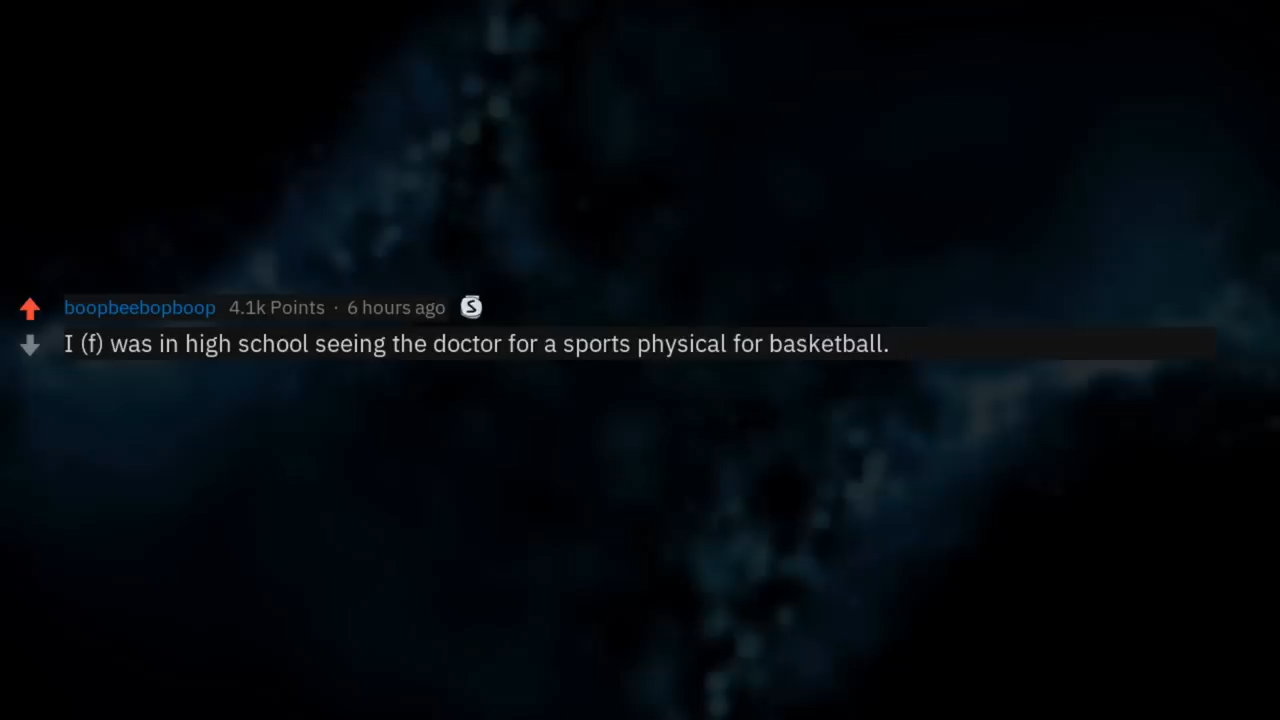 boopbeebopboop 4.1k Points · 6 hours ago S
I (f) was in high school seeing the doctor for a sports physical for basketball.